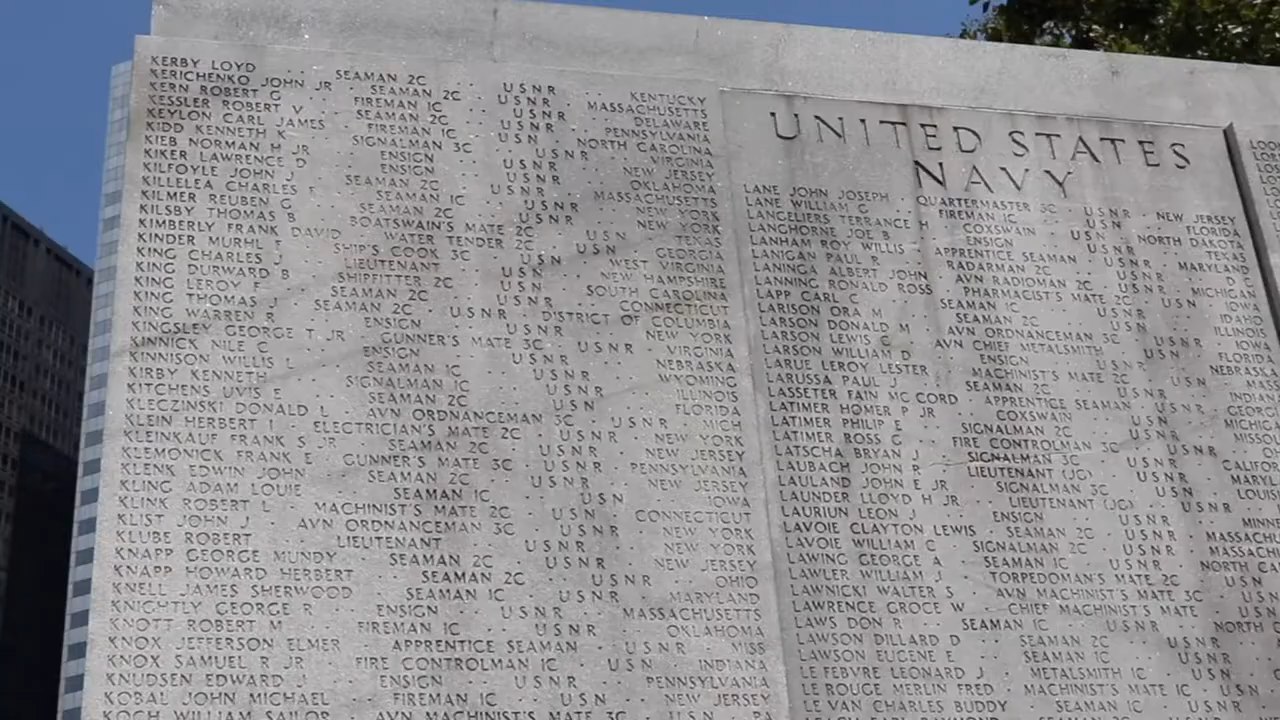 KERBY LOYD · · SEAMAN 2C · · USNR · · KENTUCKY
KERICHENKO JOHN JR · SEAMAN 2C · USNR · MASSACHUSETTS
KERN ROBERT G · · FIREMAN 1C · · USNR · · DELAWARE
KESSLER ROBERT V · SEAMAN 2C · USNR · PENNSYLVANIA
KEYLON CARL JAMES · FIREMAN 1C · USNR · NORTH CAROLINA
KIDD KENNETH K · SIGNALMAN 3C · USNR · VIRGINIA
KIEB NORMAN H JR · ENSIGN · USNR · NEW JERSEY
KIKER LAWRENCE D · ENSIGN · USNR · OKLAHOMA
KILFOYLE JOHN J · SEAMAN 2C · USNR · MASSACHUSETTS
KILLELEA CHARLES F · SEAMAN 2C · USNR · NEW YORK
KILMER REUBEN G · SEAMAN 2C · USNR · NEW YORK
KILSBY THOMAS B · BOATSWAIN'S MATE 2C · USN · TEXAS
KIMBERLY FRANK DAVID · WATER TENDER 2C · USN · GEORGIA
KINDER MURHL E · SHIP'S COOK 3C · USN · WEST VIRGINIA
KING CHARLES J · LIEUTENANT · USN · NEW HAMPSHIRE
KING DURWARD B · SHIPFITTER 2C · USN · SOUTH CAROLINA
KING LEROY F · SEAMAN 2C · USNR · CONNECTICUT
KING THOMAS J · SEAMAN 2C · USNR · DISTRICT OF COLUMBIA
KING WARREN R · ENSIGN · USNR · NEW YORK
KINGSLEY GEORGE T JR · GUNNER'S MATE 3C · USNR · VIRGINIA
KINNICK NILE C · ENSIGN · USNR · NEBRASKA
KINNISON WILLIS L · SEAMAN 1C · USN · WYOMING
KIRBY KENNETH · SIGNALMAN 1C · USNR · ILLINOIS
KITCHENS UVIS E · SEAMAN 2C · USN · FLORIDA
KLECZINSKI DONALD L · AVN ORDNANCEMAN 3C · USNR · MICH
KLEIN HERBERT I · ELECTRICIAN'S MATE 2C · USNR · NEW YORK
KLEINKAUF FRANK S JR · SEAMAN 2C · USNR · NEW JERSEY
KLEMONICK FRANK E · GUNNER'S MATE 3C · USNR · PENNSYLVANIA
KLENK EDWIN JOHN · SEAMAN 2C · USNR · NEW JERSEY
KLING ADAM LOUIE · SEAMAN 1C · USN · IOWA
KLINK ROBERT L · MACHINIST'S MATE 2C · USN · CONNECTICUT
KLIST JOHN J · AVN ORDNANCEMAN 3C · USNR · NEW YORK
KLUBE ROBERT · LIEUTENANT · USNR · NEW YORK
KNAPP GEORGE MUNDY · SEAMAN 2C · USNR · NEW JERSEY
KNAPP HOWARD HERBERT · SEAMAN 2C · USNR · OHIO
KNELL JAMES SHERWOOD · SEAMAN 1C · USNR · MARYLAND
KNIGHTLY GEORGE R · ENSIGN · USNR · MASSACHUSETTS
KNOTT ROBERT M · FIREMAN 1C · USNR · OKLAHOMA
KNOX JEFFERSON ELMER · APPRENTICE SEAMAN · USN · MISS
KNOX SAMUEL R JR · FIRE CONTROLMAN 1C · USN · INDIANA
KNUDSEN EDWARD J · ENSIGN · USNR · PENNSYLVANIA
KOBAL JOHN MICHAEL · FIREMAN 1C · USN · NEW JERSEY
KOCH WILLIAM SAILOR · AVN MACHINIST'S MATE 3C · USNR · PA
UNITED STATES
NAVY
LANE JOHN JOSEPH · QUARTERMASTER 3C · USNR · NEW JERSEY
LANE WILLIAM G · FIREMAN 1C · USN · FLORIDA
LANGELIERS TERRANCE H · COXSWAIN · USNR · NORTH DAKOTA
LANGHORNE JOE B · ENSIGN · USNR · TEXAS
LANHAM ROY WILLIS · APPRENTICE SEAMAN · USNR · MARYLAND
LANIGAN PAUL R · RADARMAN 2C · USNR · D C
LANINGA ALBERT JOHN · AVN RADIOMAN 2C · USNR · MICHIGAN
LANNING RONALD ROSS · PHARMACIST'S MATE 2C · USN · IOWA
LAPP CARL C · SEAMAN 1C · USNR · IDAHO
LARISON ORA M · SEAMAN 2C · USNR · ILLINOIS
LARSON DONALD M · AVN ORDNANCEMAN 3C · USNR · IOWA
LARSON LEWIS C · AVN CHIEF METALSMITH · USN · FLORIDA
LARSON WILLIAM D · ENSIGN · USNR · NEBRASKA
LARUE LEROY LESTER · MACHINIST'S MATE 2C · USN · MASS
LARUSSA PAUL J · SEAMAN 2C · USNR · INDIAN
LASSETER FAIN MC CORD · APPRENTICE SEAMAN · USNR · GEORGI
LATIMER HOMER P JR · COXSWAIN · USNR · MICHIG
LATIMER PHILIP E · SIGNALMAN 2C · USN · MISSO
LATIMER ROSS G · FIRE CONTROLMAN 3C · USNR
LATSCHA BRYAN J · SIGNALMAN 3C · USNR · CALIFOR
LAUBACH JOHN R · LIEUTENANT (JG) · USNR · MARYL
LAULAND JOHN E JR · SIGNALMAN 3C · USN · LOUIS
LAUNDER LLOYD H JR · LIEUTENANT (JG) · USNR
LAURIUN LEON J · ENSIGN · USNR · MINN
LAVOIE CLAYTON LEWIS · SEAMAN 2C · USNR · MASSACHU
LAVOIE WILLIAM C · SIGNALMAN 2C · USNR · MASSACH
LAWING GEORGE A · NORTH CA
LAWLER WILLIAM J · TORPEDOMAN'S MATE 2C · USN
LAWNICKI WALTER S · AVN MACHINIST'S MATE 3C · USN
LAWRENCE GROCE W · CHIEF MACHINIST'S MATE · USN
LAWS DON R · SEAMAN 1C · USNR · NORTH C
LAWSON DILLARD D · SEAMAN 2C · USNR
LAWSON EUGENE E · SEAMAN 1C · USNR
LE FEBVRE LEONARD J · METALSMITH 1C · USN
LE ROUGE MERLIN FRED · MACHINIST'S MATE 1C · USN
LE VAN CHARLES BUDDY · SEAMAN 1C · USNR